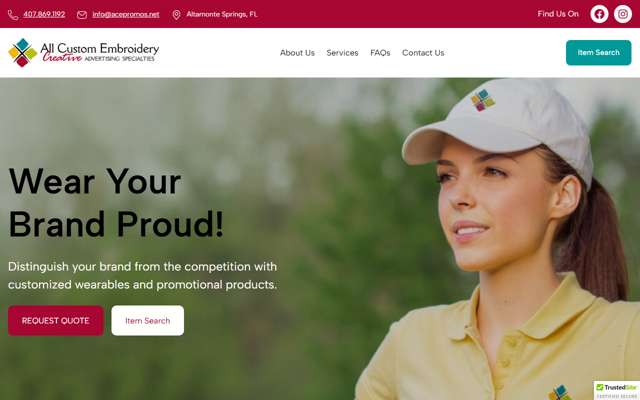 407.869.1192
info@acepromos.net
Altamonte Springs, FL
Find Us On
All Custom Embroidery
Creative ADVERTISING SPECIALTIES
About Us
Services
FAQs
Contact Us
Item Search
Wear Your
Brand Proud!
Distinguish your brand from the competition with
customized wearables and promotional products.
REQUEST QUOTE
Item Search
TrustedSite
CERTIFIED SECURE